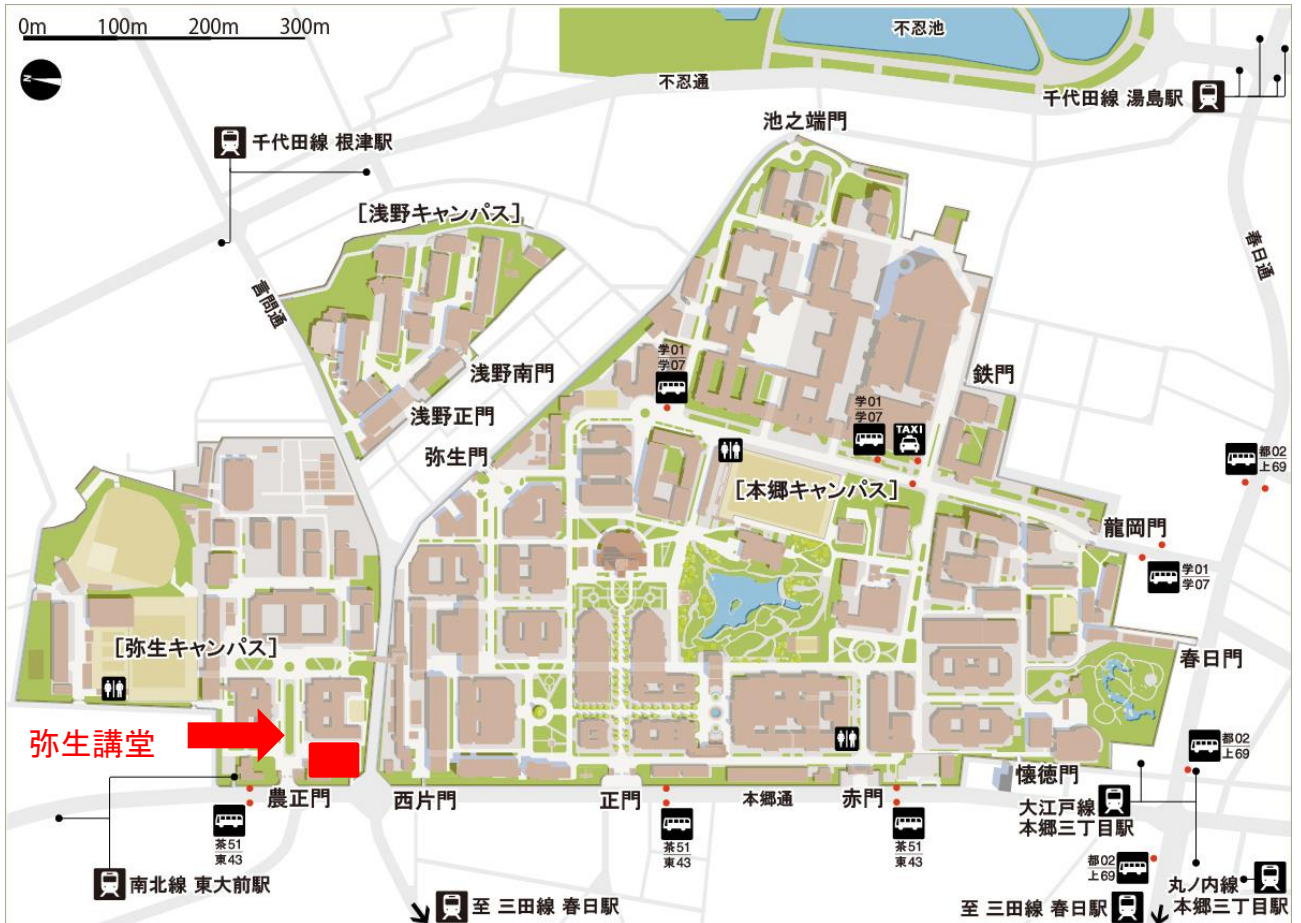 0m 100m 200m 300m
N
不忍池
不忍通
千代田線 湯島駅
池之端門
千代田線 根津駅
[浅野キャンパス]
春日通
言問通
学01
学07
浅野南門
鉄門
浅野正門
学01
学07
TAXI
弥生門
都02
上69
[本郷キャンパス]
龍岡門
学01
学07
[弥生キャンパス]
春日門
弥生講堂
都02
上69
懐徳門
農正門
西片門
正門
本郷通
赤門
大江戸線
本郷三丁目駅
茶51
東43
茶51
東43
茶51
東43
都02
上69
南北線 東大前駅
丸ノ内線
本郷三丁目駅
至 三田線 春日駅
至 三田線 春日駅